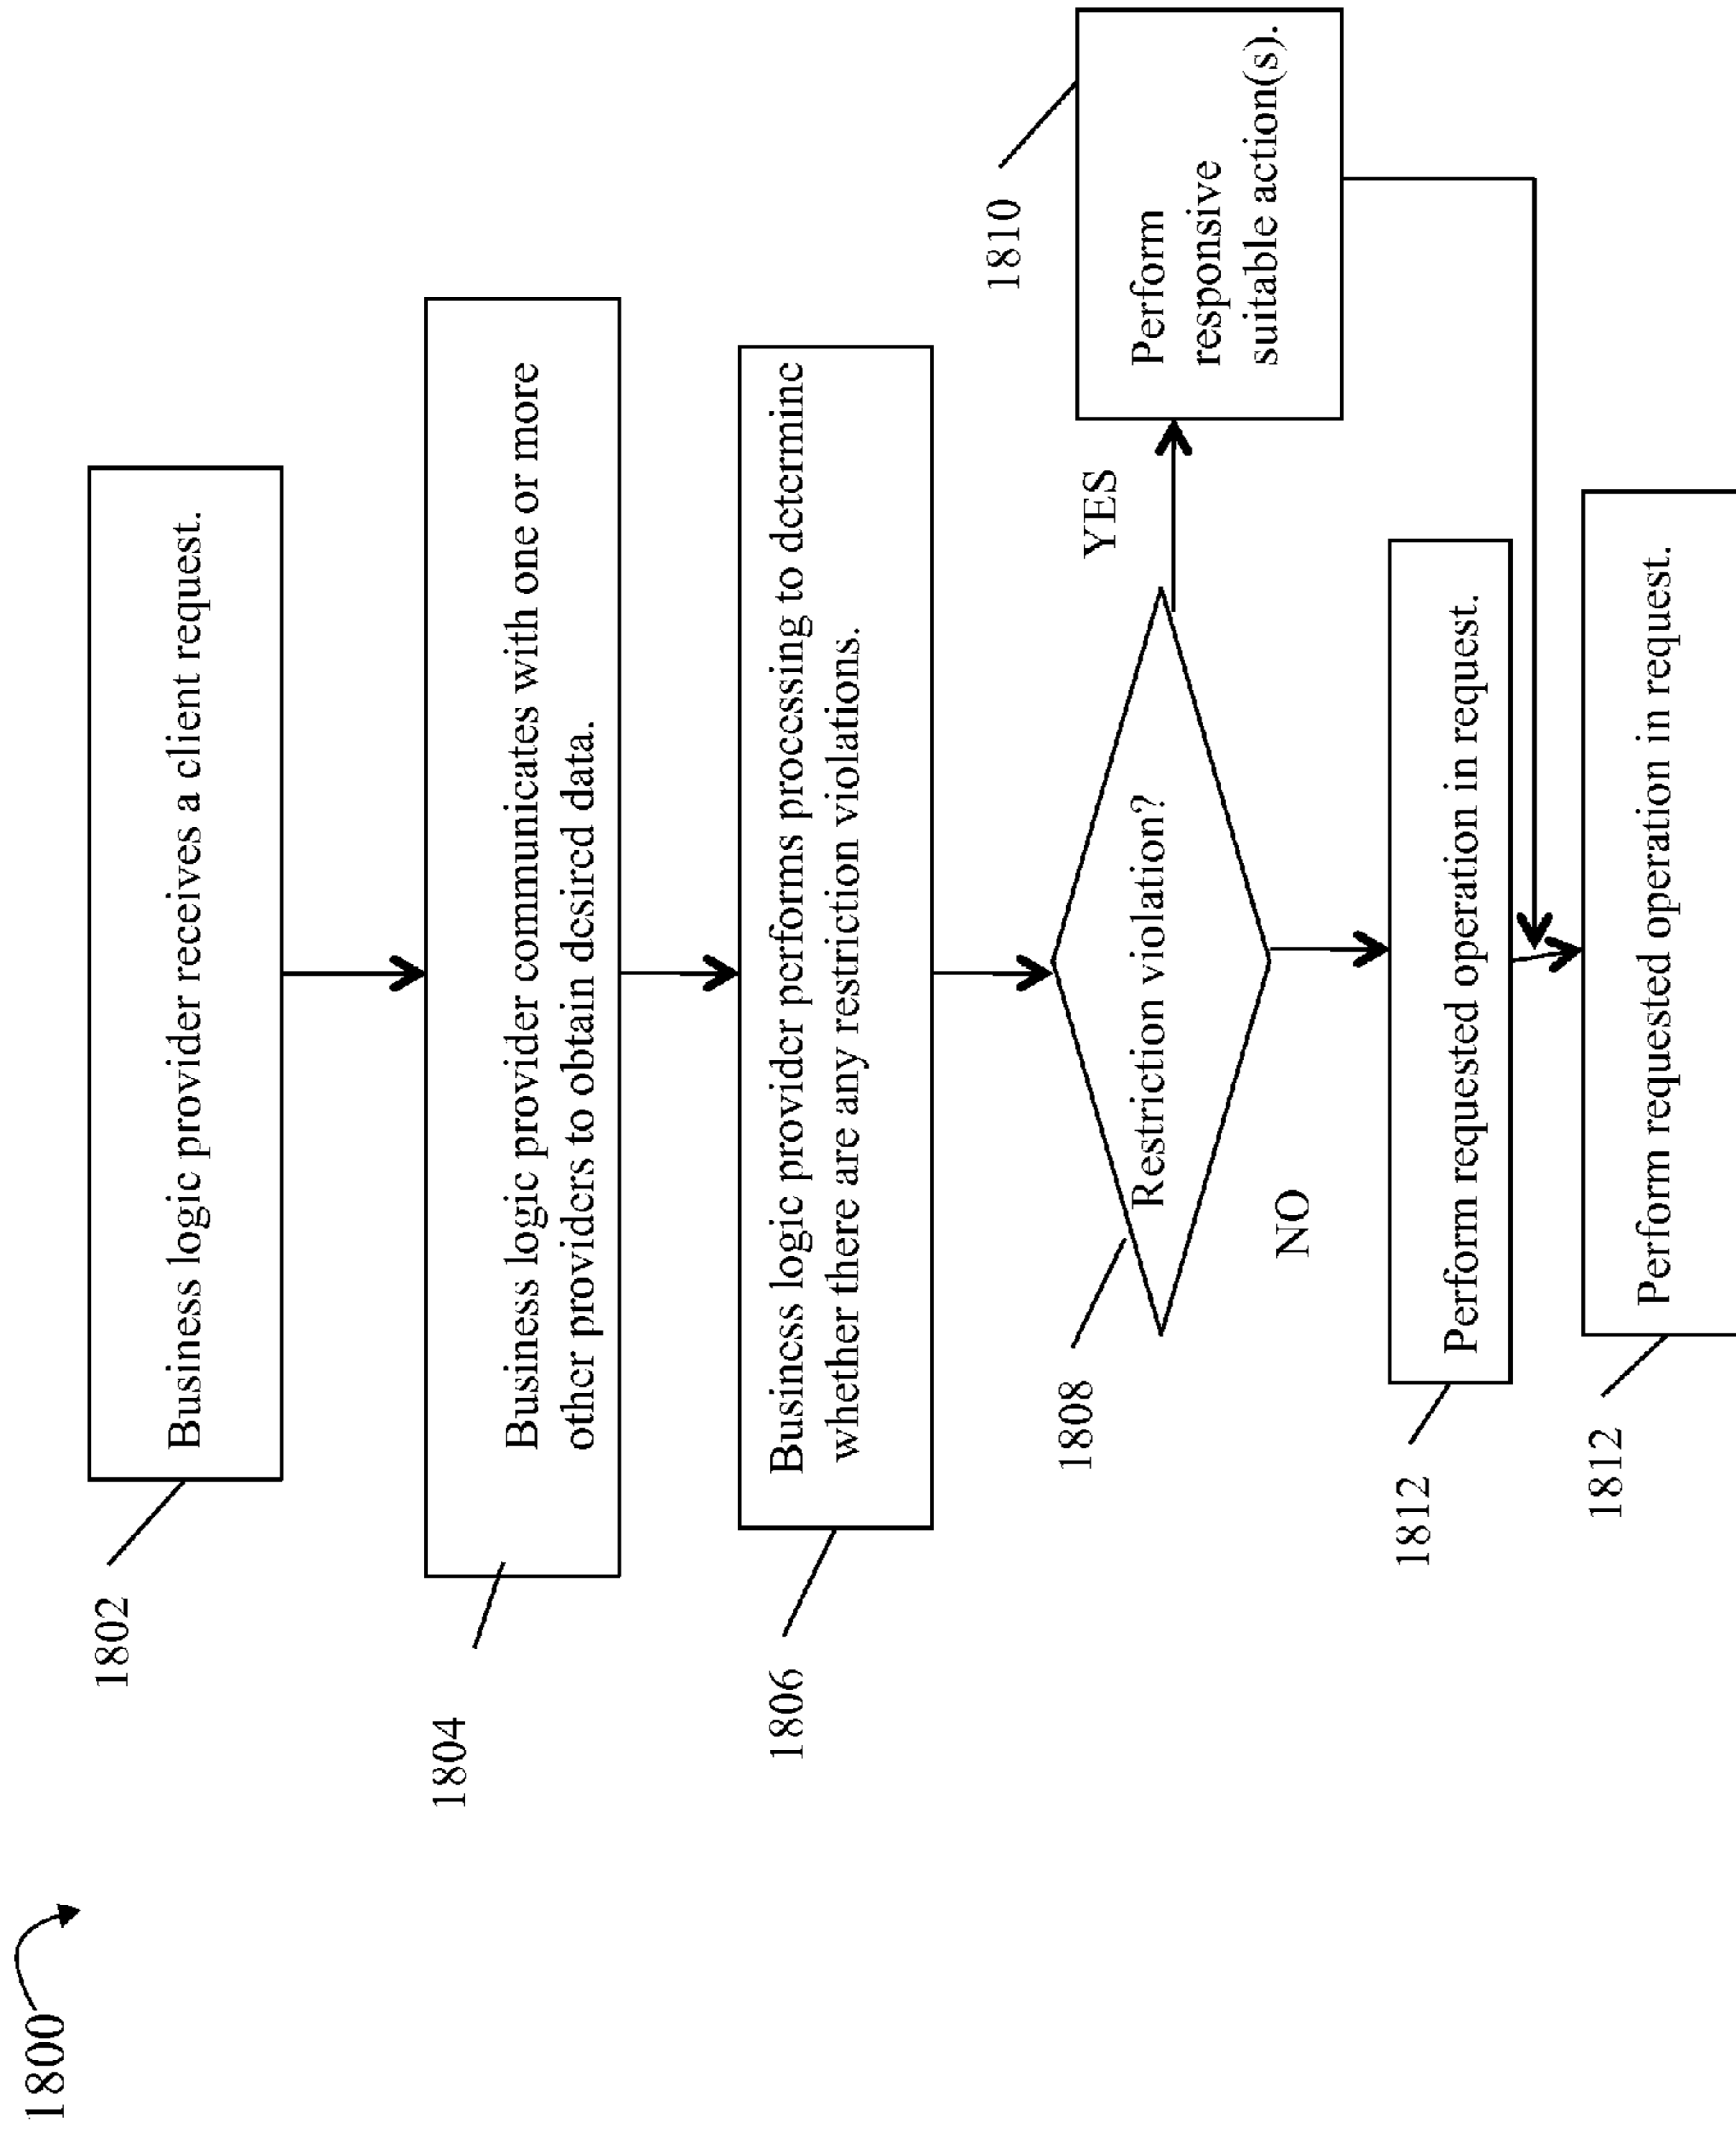 1800
1802
Business logic provider receives a client request.
1804
Business logic provider communicates with one or more
other providers to obtain desired data.
1806
Business logic provider performs processing to determine
whether there are any restriction violations.
1808
Restriction violation?
YES
1810
Perform
responsive
suitable action(s).
NO
1812
Perform requested operation in request.
1812
Perform requested operation in request.